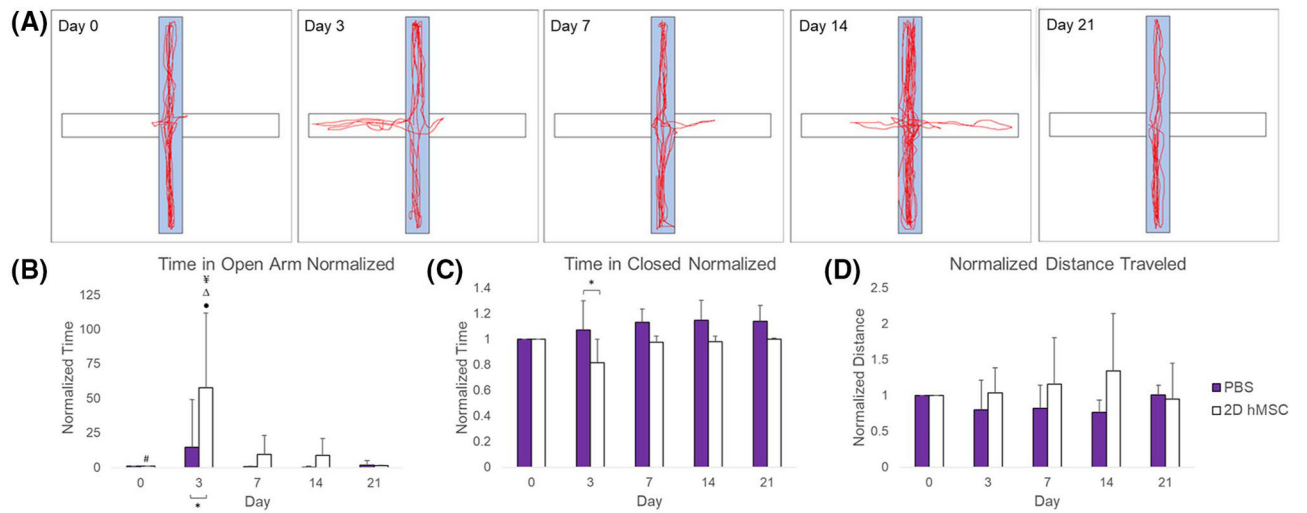 (A)
Day 0
Day 3
Day 7
Day 14
Day 21
(B)
Time in Open Arm Normalized
Normalized Time
125
100
75
50
25
0
¥
Δ
●
#
0
3
7
14
21
*
Day
(C)
Time in Closed Normalized
Normalized Time
1.4
1.2
1
0.8
0.6
0.4
0.2
0
*
0
3
7
14
21
Day
(D)
Normalized Distance Traveled
Normalized Distance
2.5
2
1.5
1
0.5
0
0
3
7
14
21
Day
PBS
2D hMSC